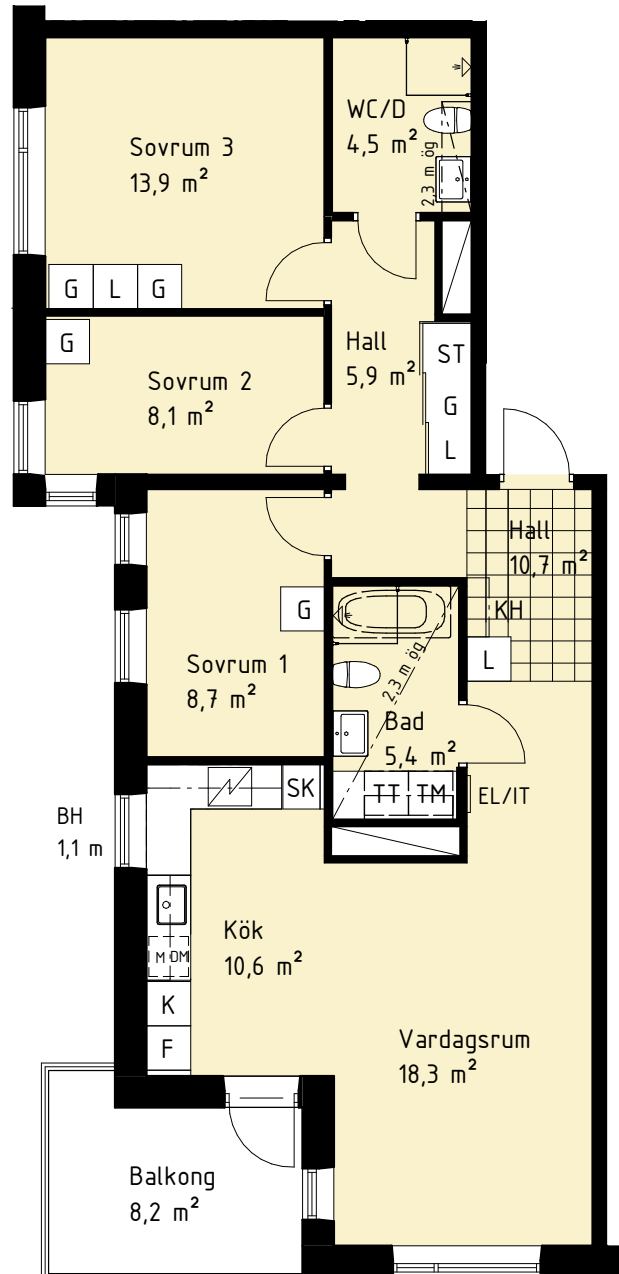 WC/D
4,5 m²
2.3 m ög
Sovrum 3
13,9 m²
G L G
G
Sovrum 2
8,1 m²
Hall
5,9 m²
ST
G
L
Hall
10,7 m²
KH
L
G
Sovrum 1
8,7 m²
2.3 m ög
Bad
5,4 m²
TT TM
EL/IT
SK
BH
1,1 m
M DM
K
F
Kök
10,6 m²
Vardagsrum
18,3 m²
Balkong
8,2 m²